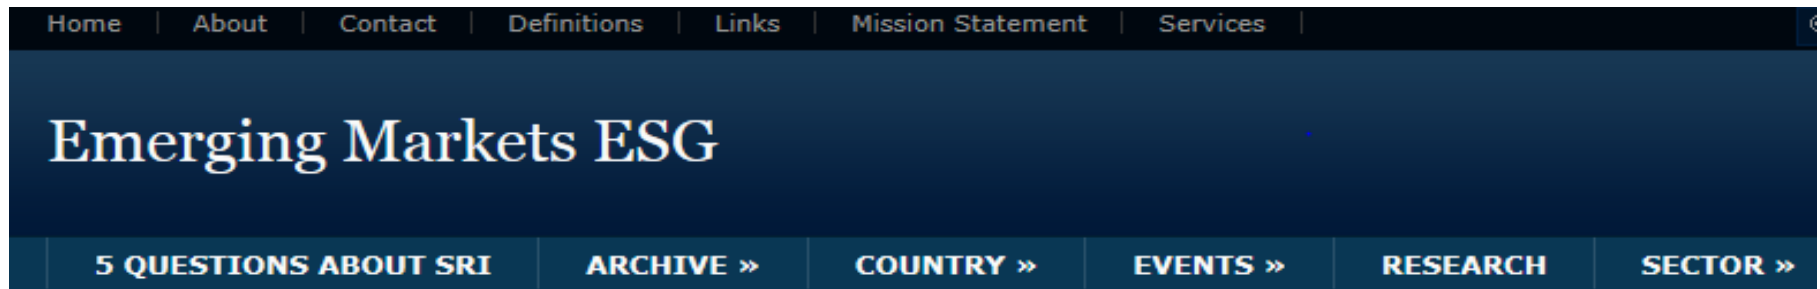 Home | About | Contact | Definitions | Links | Mission Statement | Services |
Emerging Markets ESG
5 QUESTIONS ABOUT SRI ARCHIVE » COUNTRY » EVENTS » RESEARCH SECTOR »